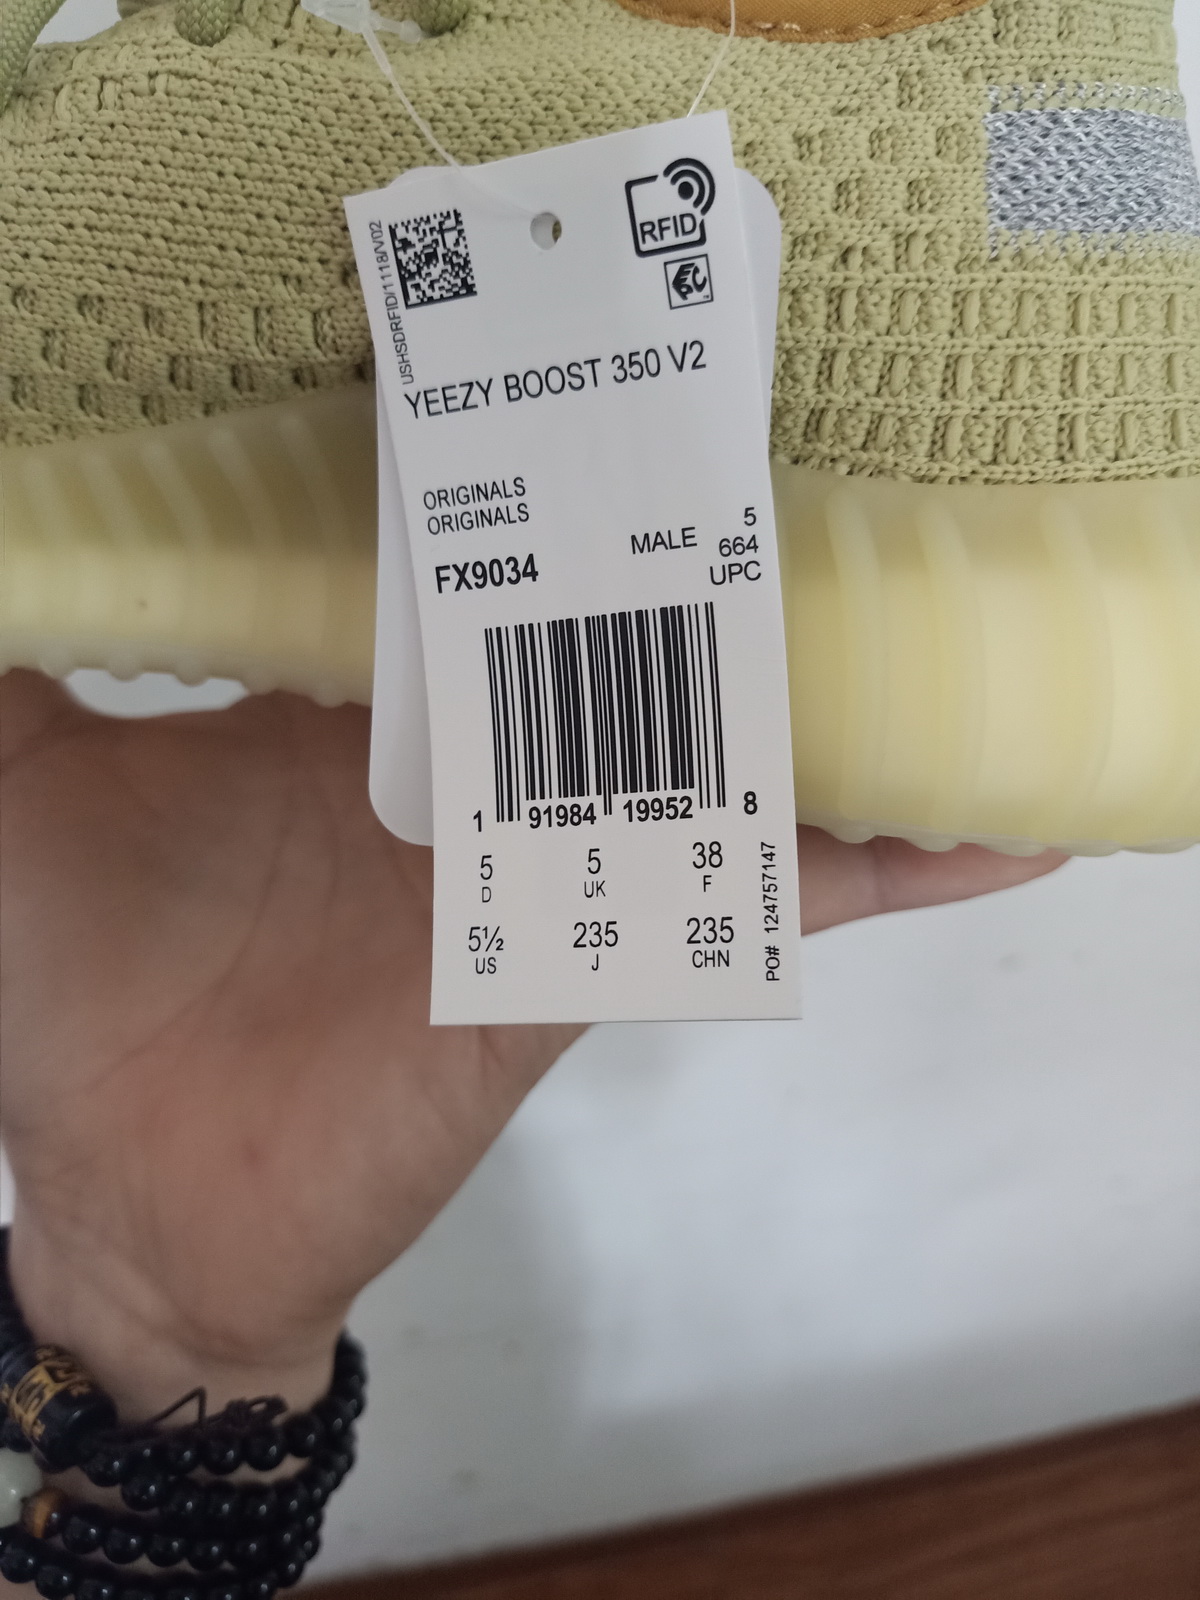 USHSDRFID/1118/V02
RFID
YEEZY BOOST 350 V2
ORIGINALS
ORIGINALS
FX9034
MALE
5
664
UPC
1 91984 19952 8
5 5 38
D UK F
5½ 235 235
US J CHN
PO# 124757147